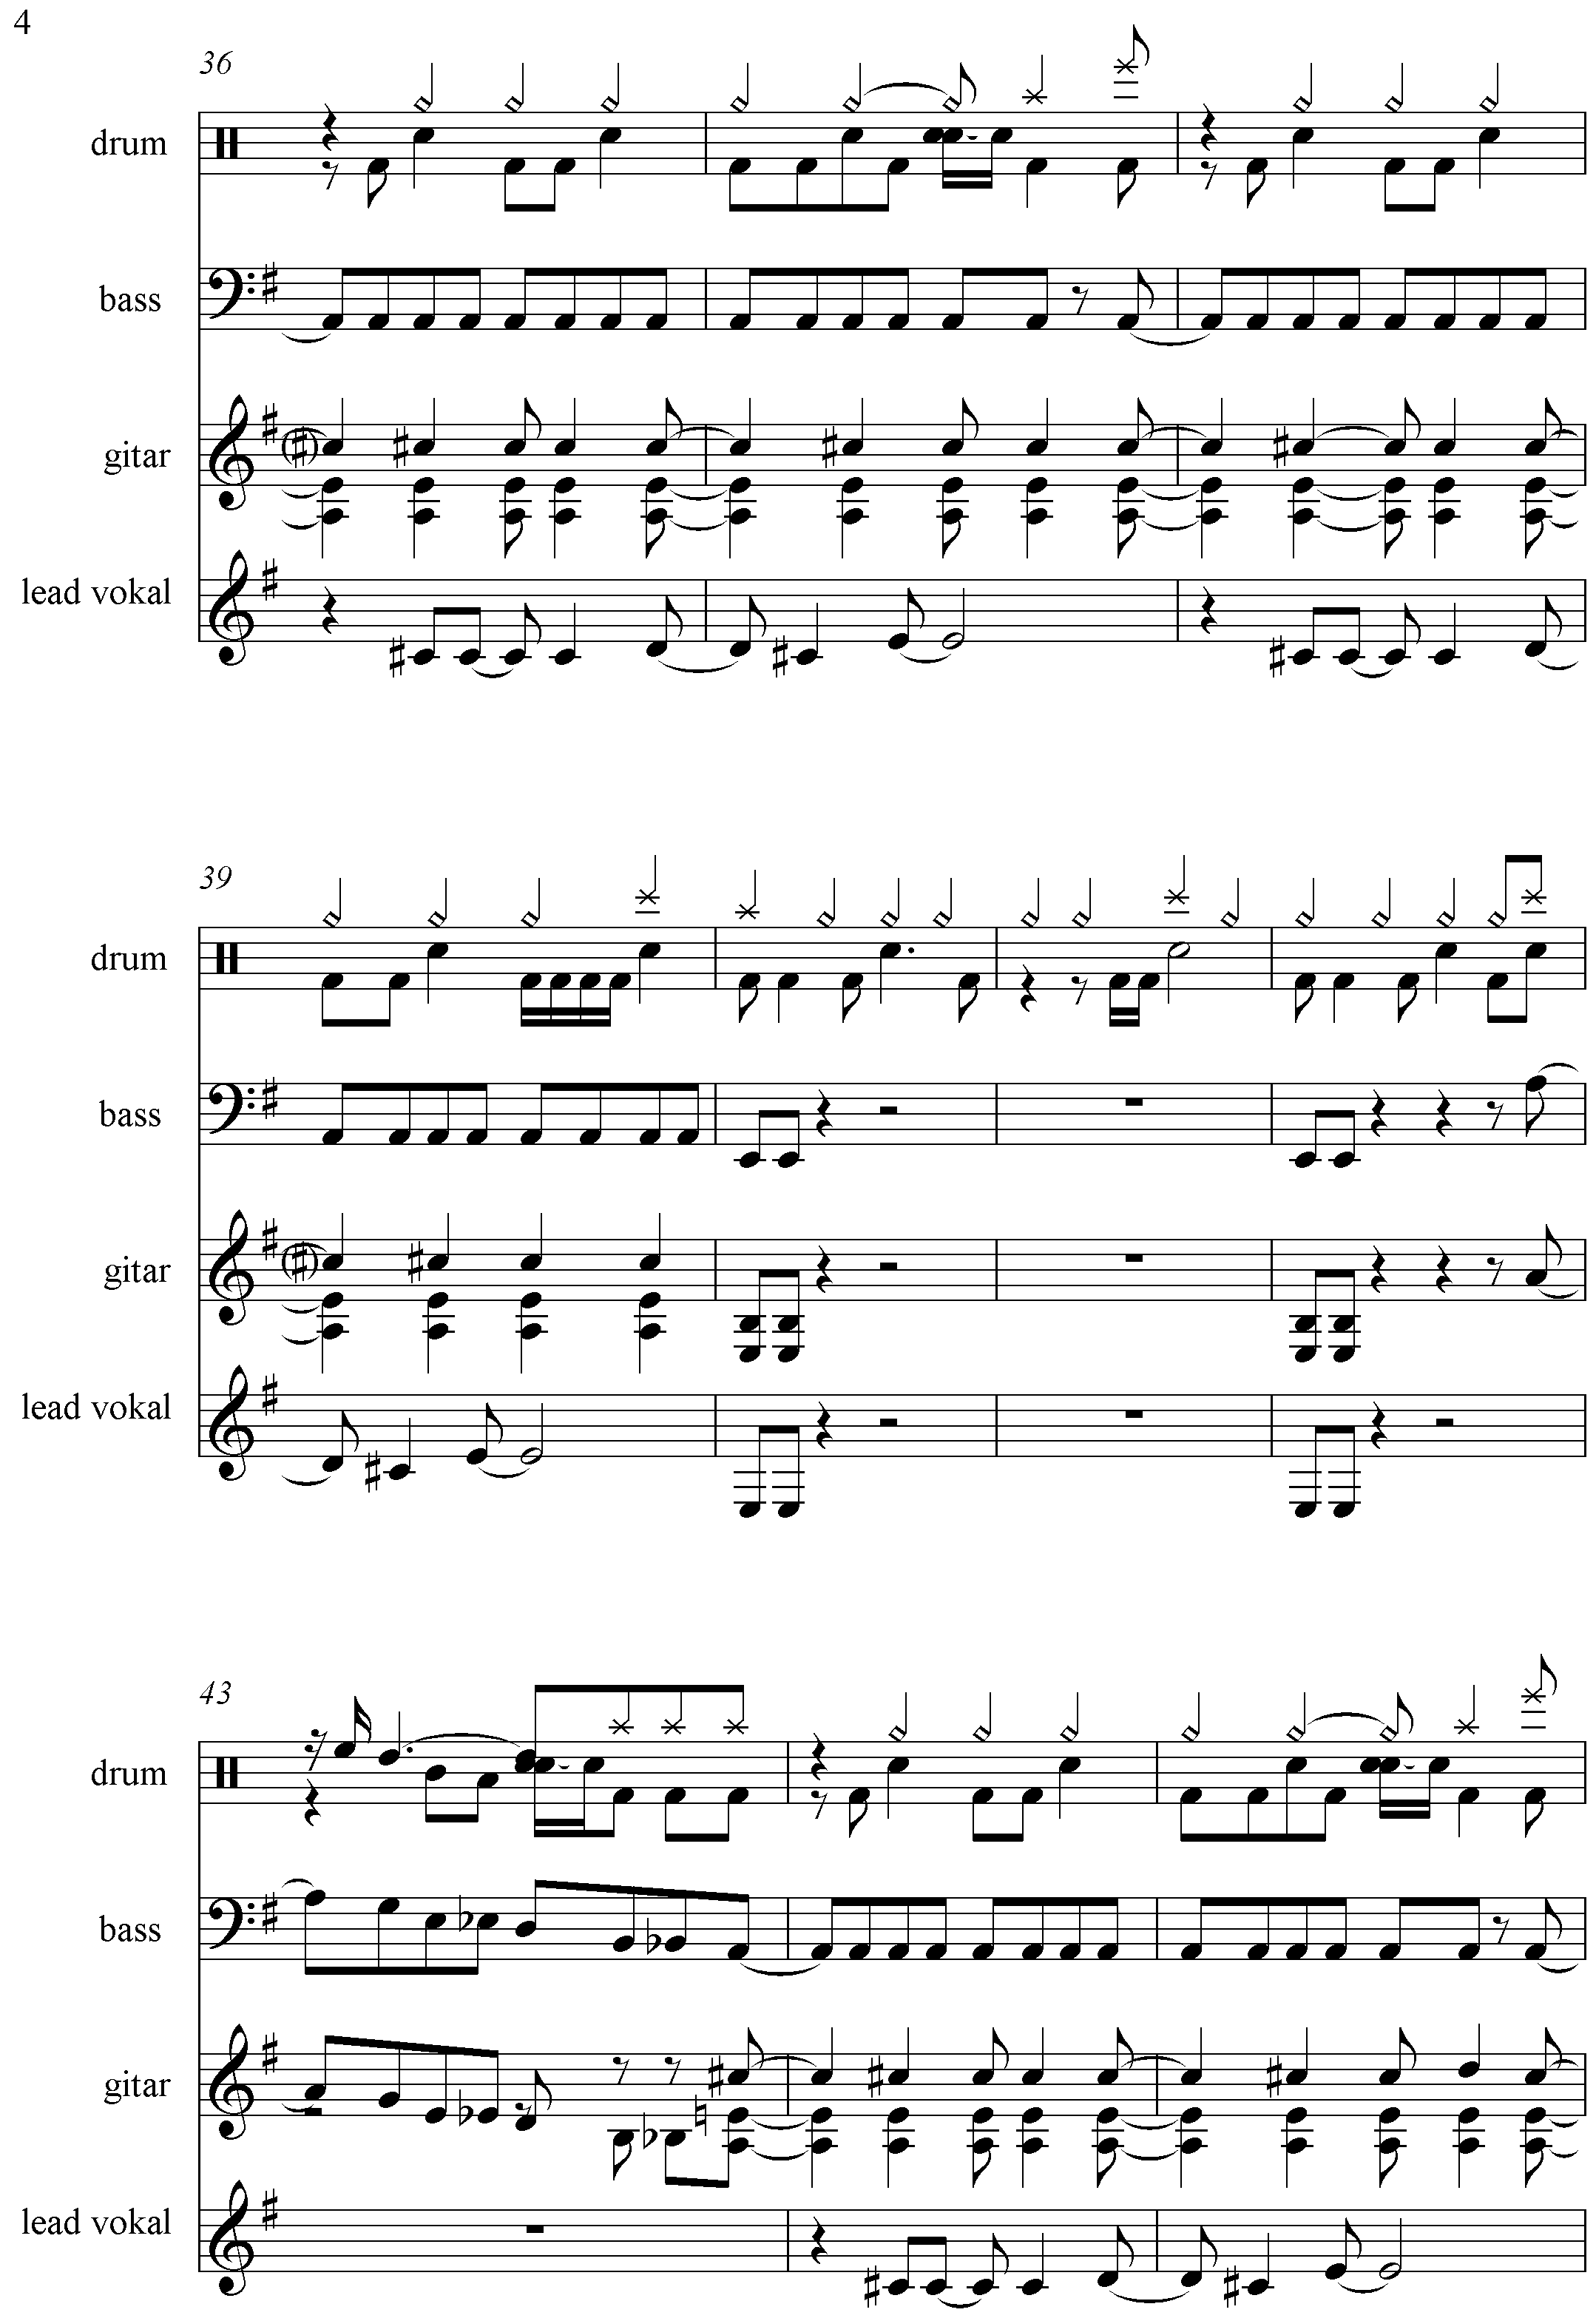 4
36
drum
bass
gitar
lead vokal
39
drum
bass
gitar
lead vokal
43
drum
bass
gitar
lead vokal